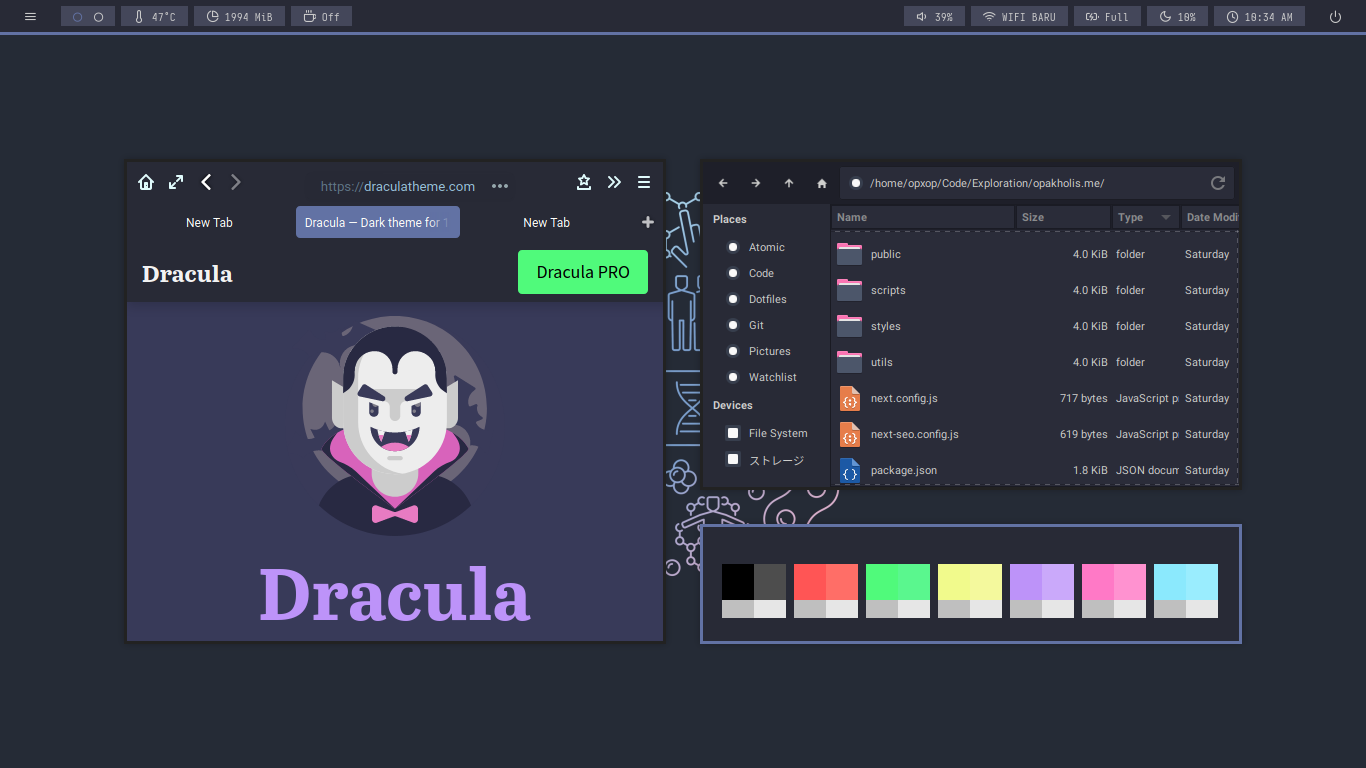 47°C 1994 MiB Off 39% WIFI BARU Full 10% 10:34 AM
https://draculatheme.com
New Tab Dracula — Dark theme for New Tab
Dracula Dracula PRO
Dracula
/home/opxop/Code/Exploration/opakholis.me/
Places
Atomic
Code
Dotfiles
Git
Pictures
Watchlist
Devices
File System
ストレージ
Name Size Type Date Modi
public 4.0 KiB folder Saturday
scripts 4.0 KiB folder Saturday
styles 4.0 KiB folder Saturday
utils 4.0 KiB folder Saturday
next.config.js 717 bytes JavaScript p Saturday
next-seo.config.js 619 bytes JavaScript p Saturday
package.json 1.8 KiB JSON docum Saturday